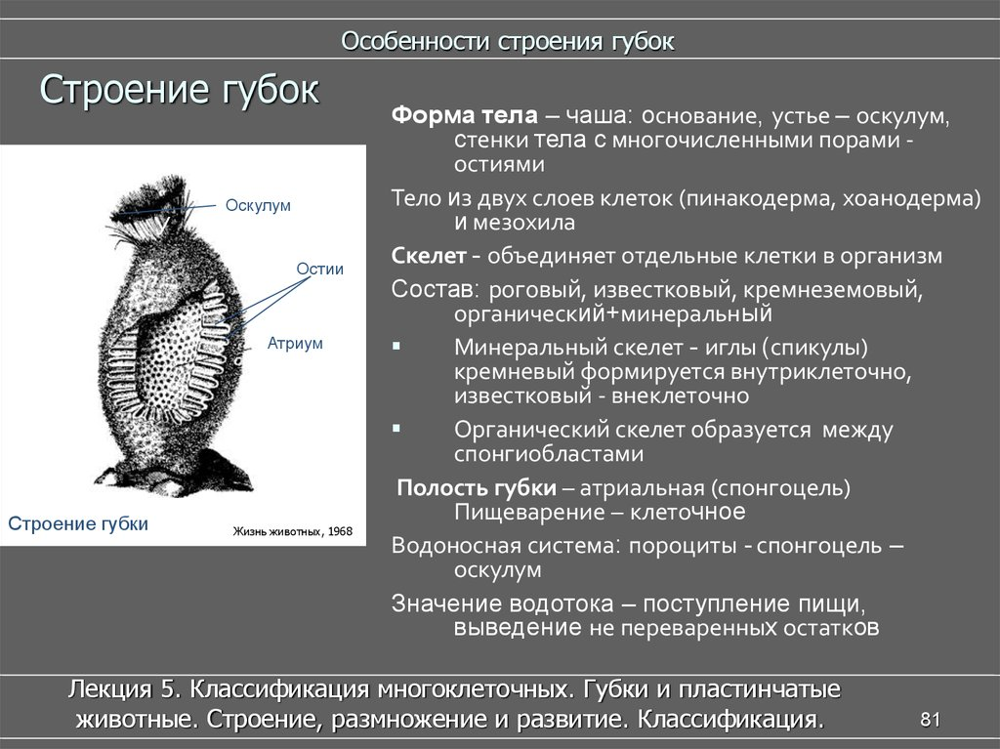 Особенности строения губок
Строение губок
Оскулум
Остии
Атриум
Строение губки
Жизнь животных, 1968
Форма тела – чаша: основание, устье – оскулум,
стенки тела с многочисленными порами -
остиями
Тело из двух слоев клеток (пинакодерма, хоанодерма)
и мезохила
Скелет - объединяет отдельные клетки в организм
Состав: роговый, известковый, кремнеземовый,
органический+минеральный
▪ Минеральный скелет - иглы (спикулы)
кремневый формируется внутриклеточно,
известковый - внеклеточно
▪ Органический скелет образуется между
спонгиобластами
Полость губки – атриальная (спонгоцель)
Пищеварение – клеточное
Водоносная система: пороциты - спонгоцель –
оскулум
Значение водотока – поступление пищи,
выведение не переваренных остатков
Лекция 5. Классификация многоклеточных. Губки и пластинчатые
животные. Строение, размножение и развитие. Классификация.
81